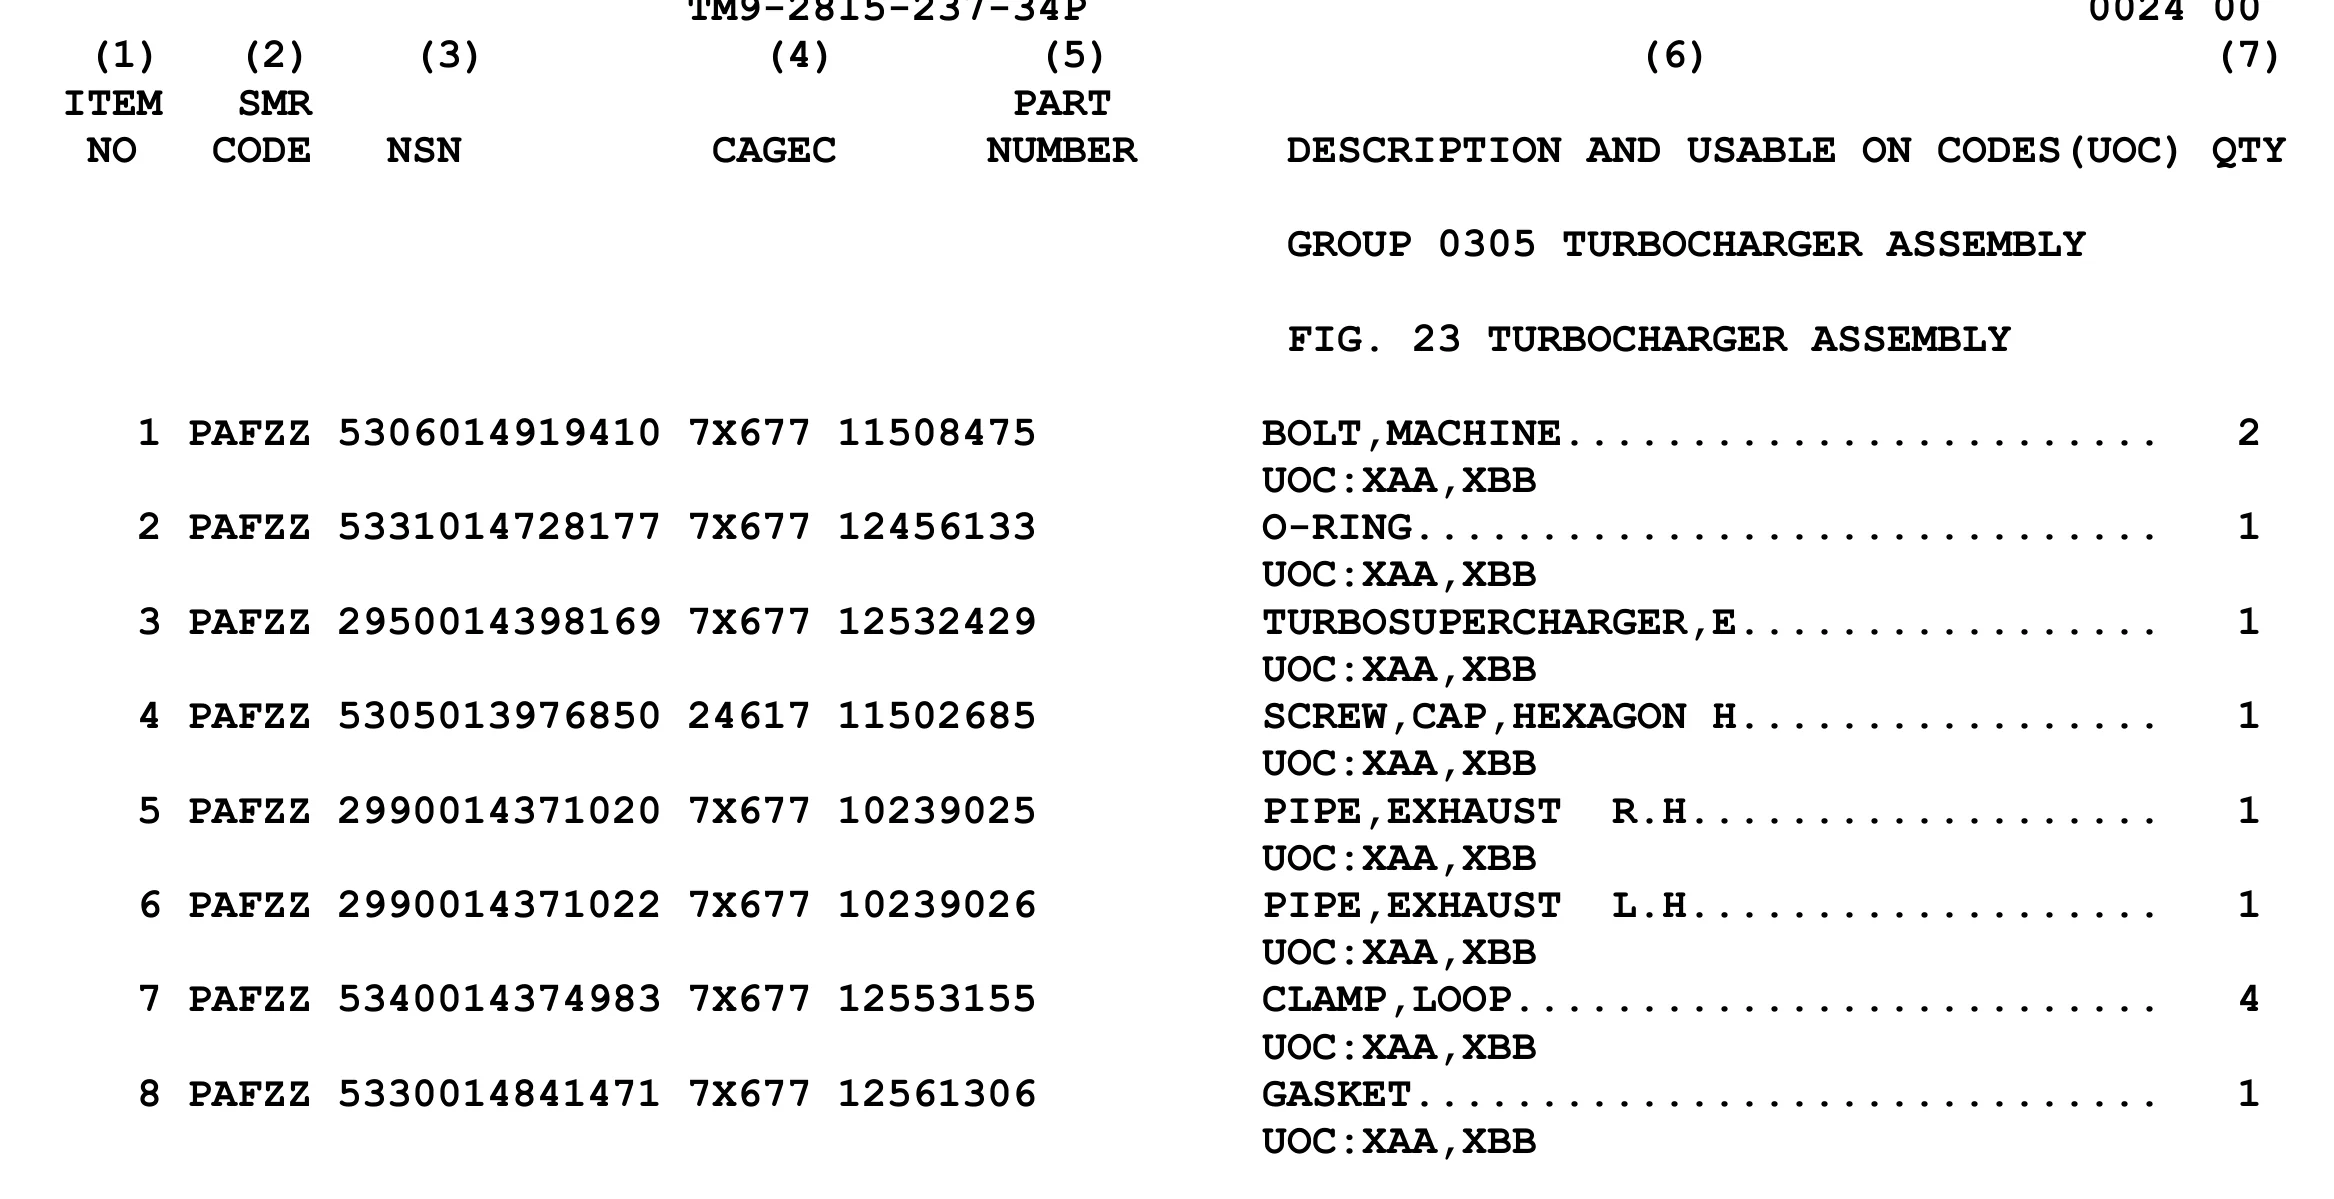 TM9-2815-237-34P 0024 00
(1) (2) (3) (4) (5) (6) (7)
ITEM SMR PART
NO CODE NSN CAGEC NUMBER DESCRIPTION AND USABLE ON CODES(UOC) QTY
GROUP 0305 TURBOCHARGER ASSEMBLY
FIG. 23 TURBOCHARGER ASSEMBLY
1 PAFZZ 5306014919410 7X677 11508475 BOLT,MACHINE........................ 2
UOC:XAA,XBB
2 PAFZZ 5331014728177 7X677 12456133 O-RING.............................. 1
UOC:XAA,XBB
3 PAFZZ 2950014398169 7X677 12532429 TURBOSUPERCHARGER,E................. 1
UOC:XAA,XBB
4 PAFZZ 5305013976850 24617 11502685 SCREW,CAP,HEXAGON H................. 1
UOC:XAA,XBB
5 PAFZZ 2990014371020 7X677 10239025 PIPE,EXHAUST  R.H................... 1
UOC:XAA,XBB
6 PAFZZ 2990014371022 7X677 10239026 PIPE,EXHAUST  L.H................... 1
UOC:XAA,XBB
7 PAFZZ 5340014374983 7X677 12553155 CLAMP,LOOP.......................... 4
UOC:XAA,XBB
8 PAFZZ 5330014841471 7X677 12561306 GASKET.............................. 1
UOC:XAA,XBB